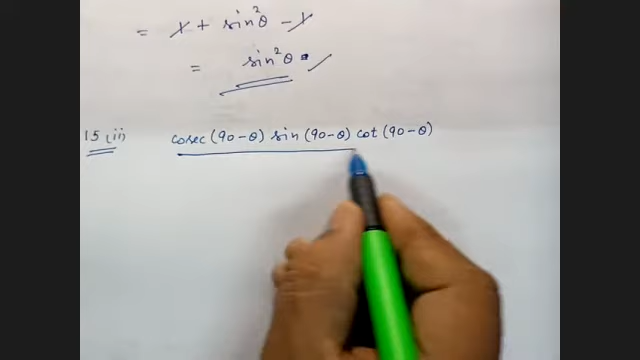 = 1 + sin²θ - 1
= sin²θ
15 (ii) cosec (90-θ) sin (90-θ) cot (90-θ)